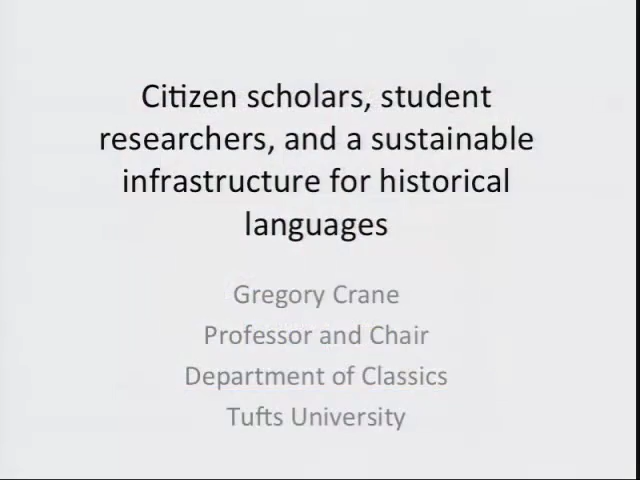 Citizen scholars, student
researchers, and a sustainable
infrastructure for historical
languages
Gregory Crane
Professor and Chair
Department of Classics
Tufts University